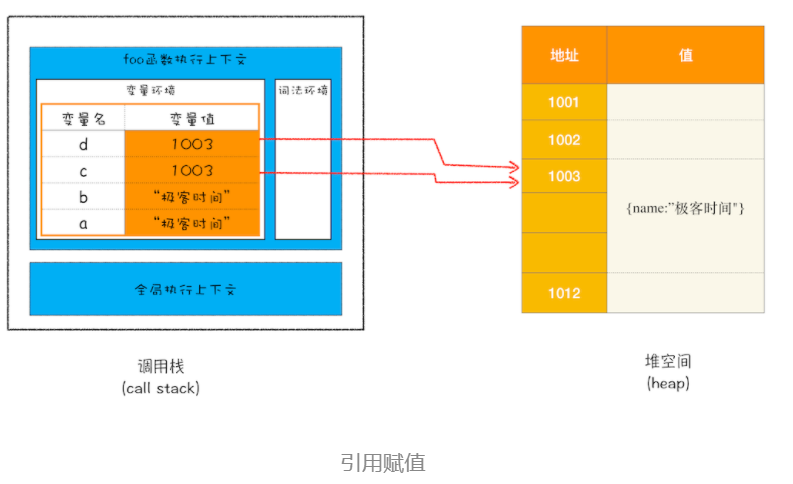 foo函数执行上下文
变量环境
词法环境
变量名 变量值
d 1003
c 1003
b “极客时间”
a “极客时间”
全局执行上下文
调用栈
(call stack)
地址 值
1001
1002
1003
{name:”极客时间"}
1012
堆空间
(heap)
引用赋值